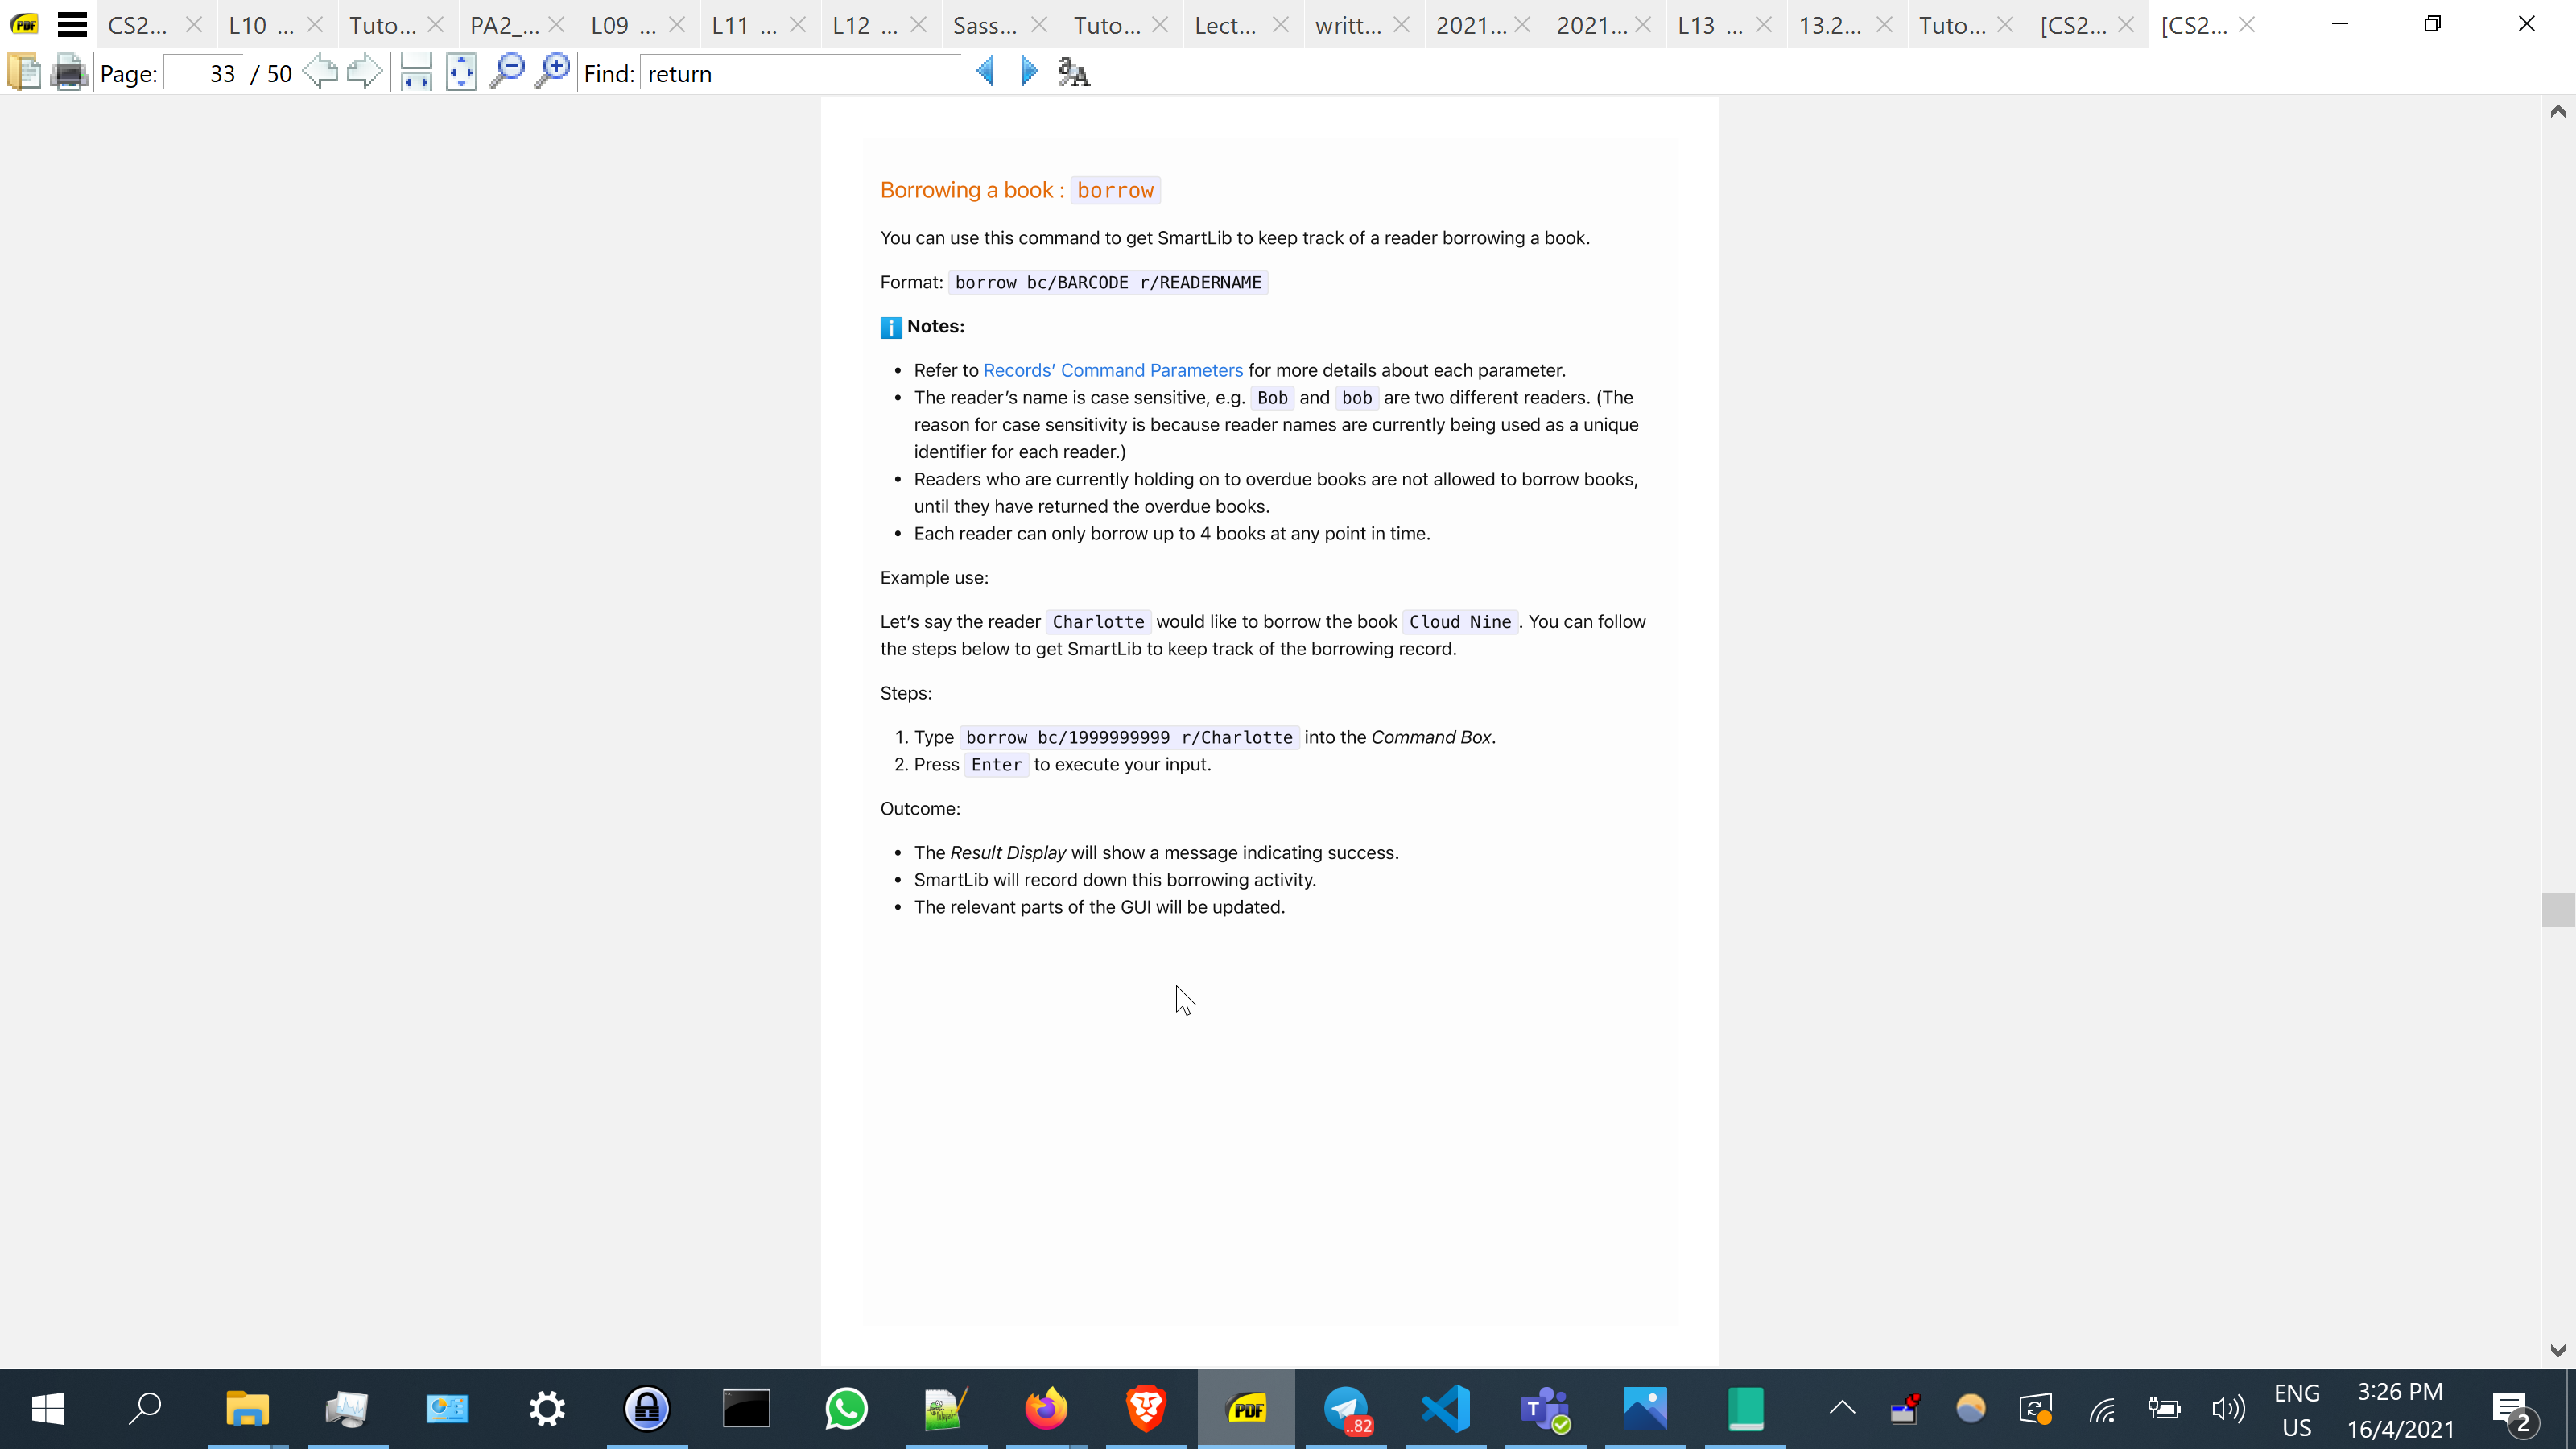 CS2...
L10-...
Tuto...
PA2_...
L09-...
L11-...
L12-...
Sass...
Tuto...
Lect...
writt...
2021...
2021...
L13-...
13.2...
Tuto...
[CS2...
[CS2...
Page: 33 / 50
Find: return
Borrowing a book : borrow
You can use this command to get SmartLib to keep track of a reader borrowing a book.
Format: borrow bc/BARCODE r/READERNAME
i Notes:
• Refer to Records’ Command Parameters for more details about each parameter.
• The reader’s name is case sensitive, e.g. Bob and bob are two different readers. (The
reason for case sensitivity is because reader names are currently being used as a unique
identifier for each reader.)
• Readers who are currently holding on to overdue books are not allowed to borrow books,
until they have returned the overdue books.
• Each reader can only borrow up to 4 books at any point in time.
Example use:
Let’s say the reader Charlotte would like to borrow the book Cloud Nine . You can follow
the steps below to get SmartLib to keep track of the borrowing record.
Steps:
1. Type borrow bc/1999999999 r/Charlotte into the Command Box.
2. Press Enter to execute your input.
Outcome:
• The Result Display will show a message indicating success.
• SmartLib will record down this borrowing activity.
• The relevant parts of the GUI will be updated.
PDF
..82
T
ENG
US
3:26 PM
16/4/2021
2